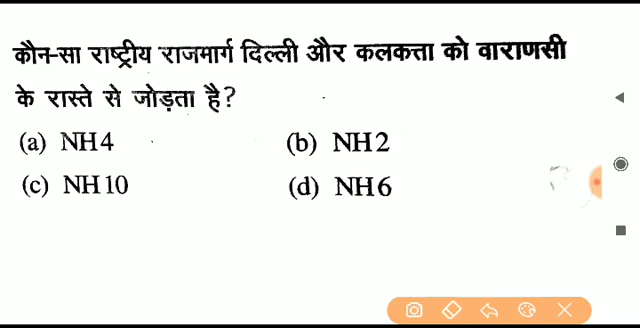 कौन-सा राष्ट्रीय राजमार्ग दिल्ली और कलकत्ता को वाराणसी
के रास्ते से जोड़ता है?
(a) NH4 (b) NH2
(c) NH10 (d) NH6